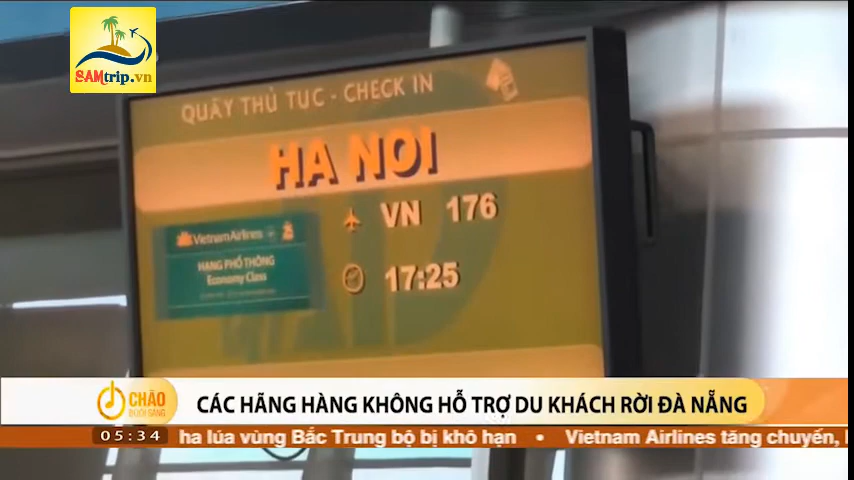 SAMtrip.vn
QUẦY THỦ TỤC - CHECK IN
HA NOI
VN 176
VietnamAirlines
HẠNG PHỔ THÔNG
Economy Class
17:25
CHÀO
BUỔI SÁNG
CÁC HÃNG HÀNG KHÔNG HỖ TRỢ DU KHÁCH RỜI ĐÀ NẴNG
05:34 ha lúa vùng Bắc Trung bộ bị khô hạn • Vietnam Airlines tăng chuyến,